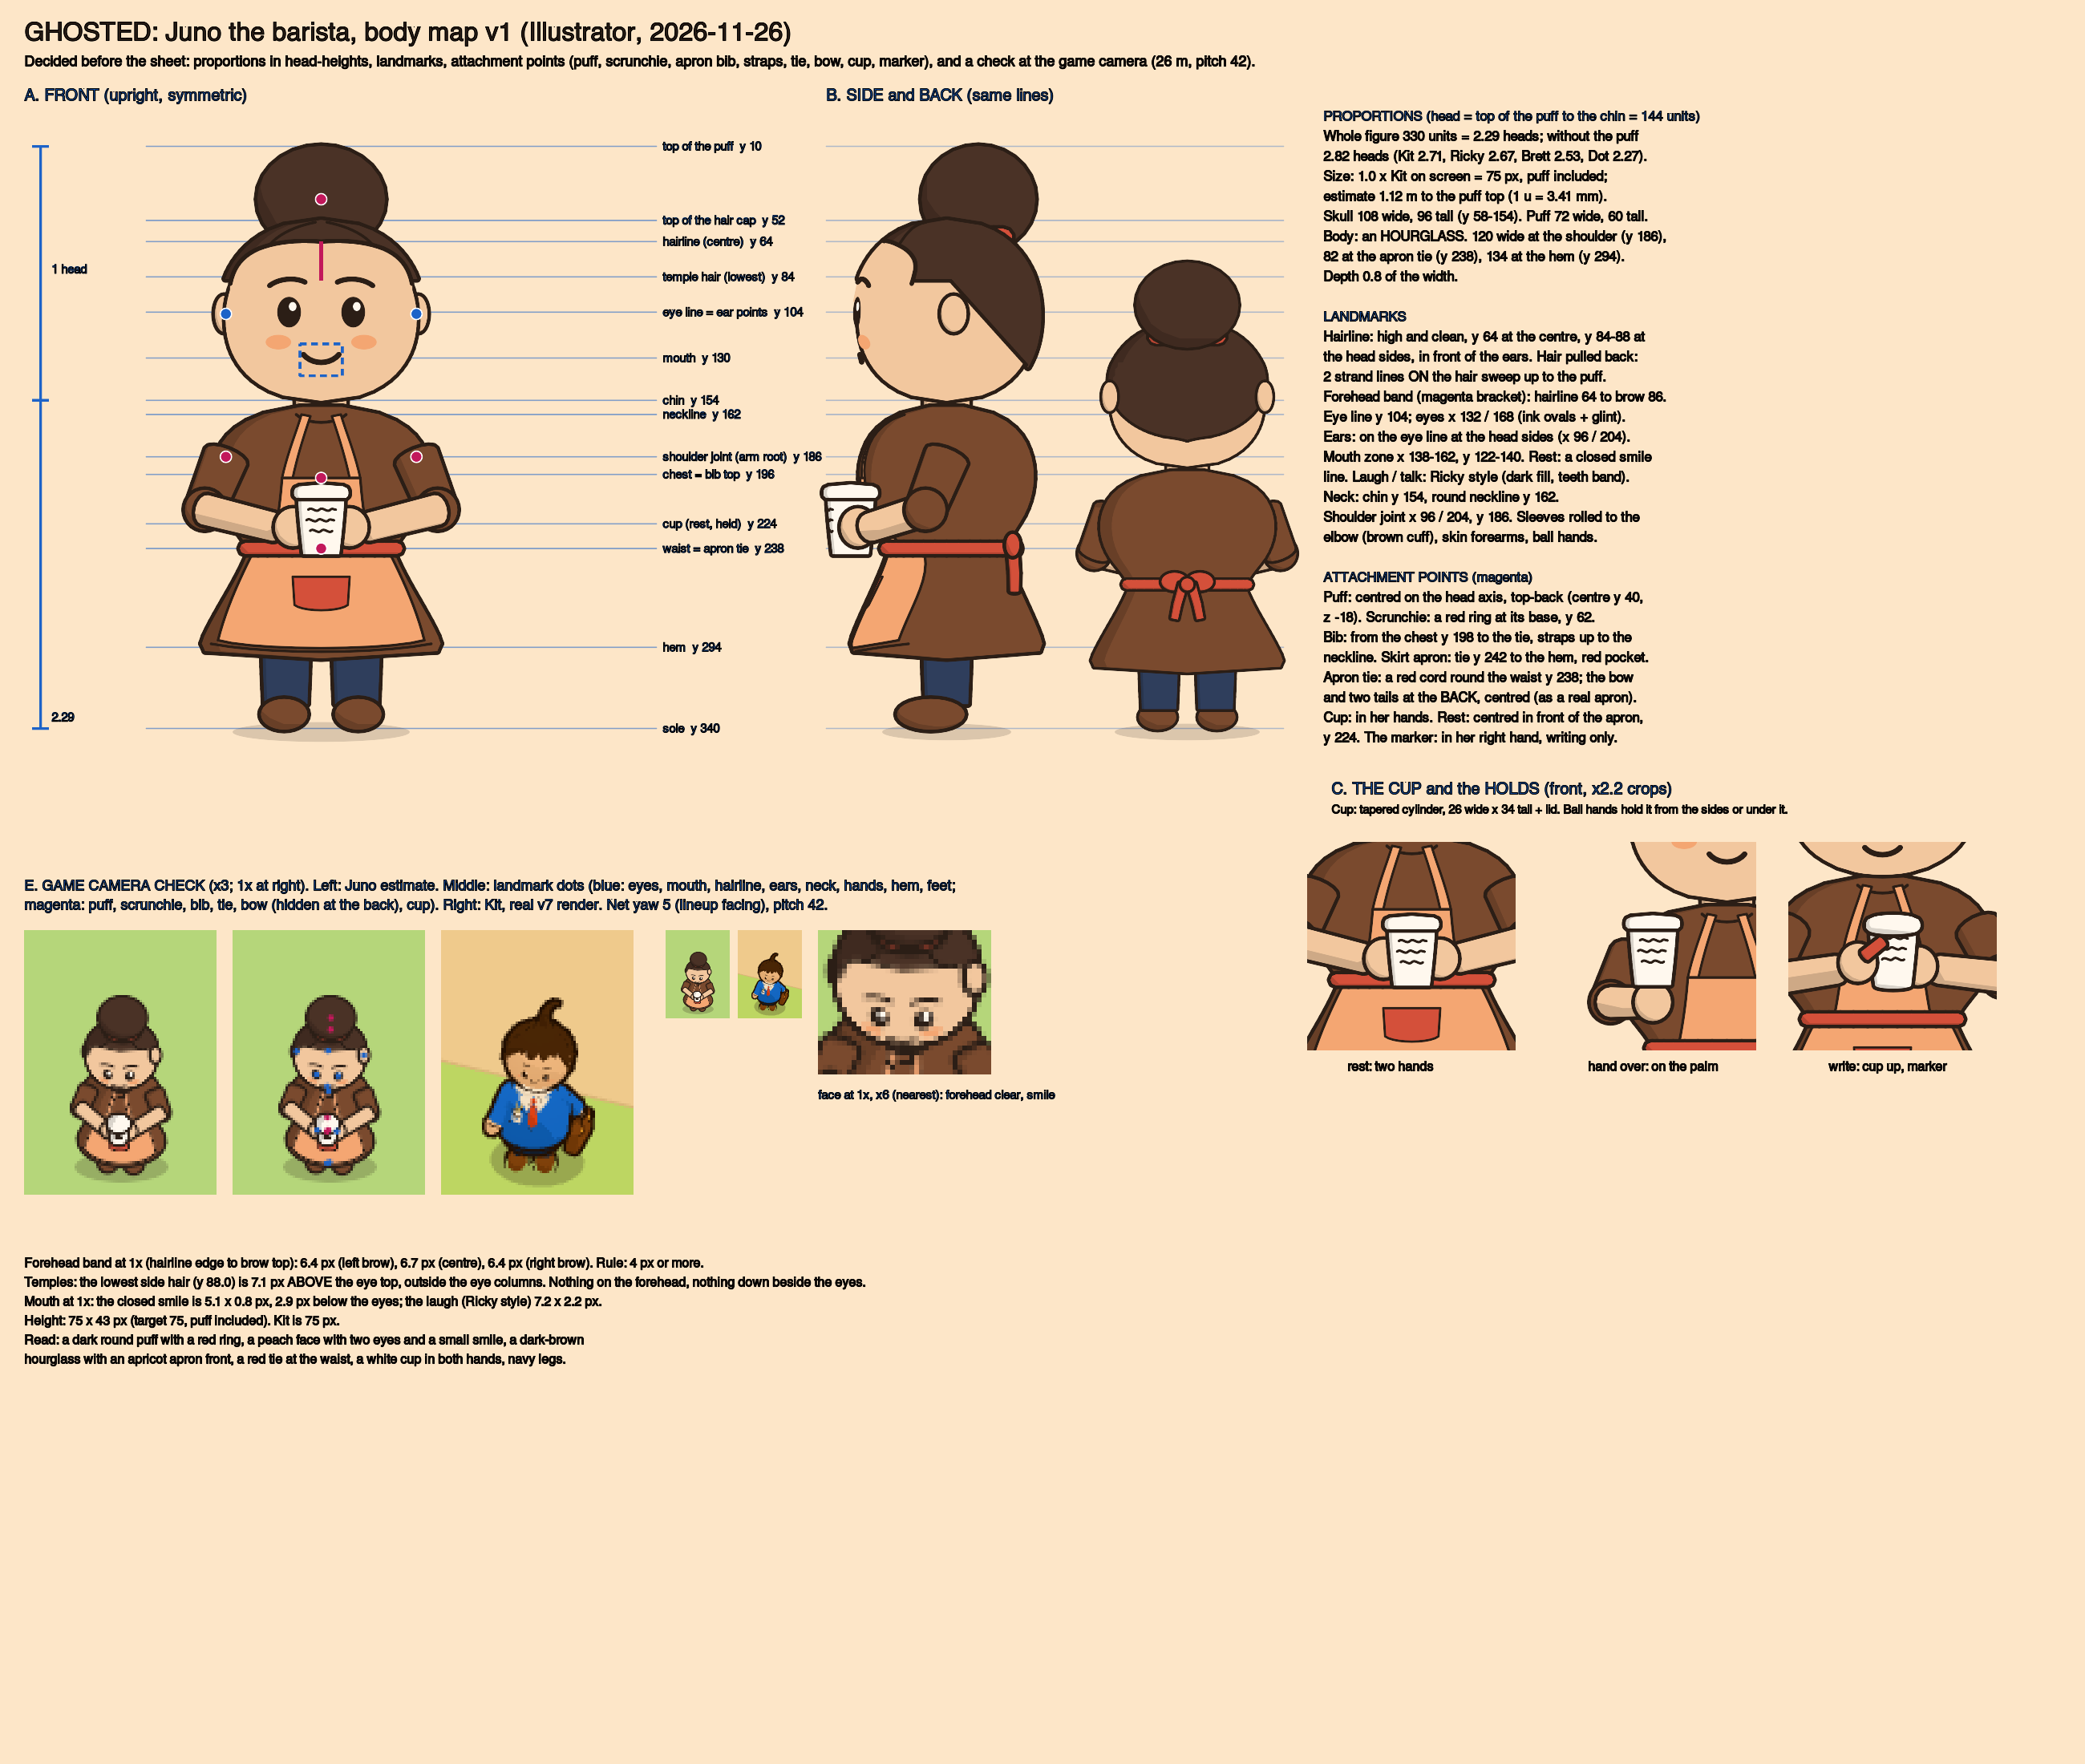 GHOSTED: Juno the barista, body map v1 (Illustrator, 2026-11-26)
Decided before the sheet: proportions in head-heights, landmarks, attachment points (puff, scrunchie, apron bib, straps, tie, bow, cup, marker), and a check at the game camera (26 m, pitch 42).
A. FRONT (upright, symmetric)
1 head
2.29
top of the puff y 10
top of the hair cap y 52
hairline (centre) y 64
temple hair (lowest) y 84
eye line = ear points y 104
mouth y 130
chin y 154
neckline y 162
shoulder joint (arm root) y 186
chest = bib top y 196
cup (rest, held) y 224
waist = apron tie y 238
hem y 294
sole y 340
B. SIDE and BACK (same lines)
PROPORTIONS (head = top of the puff to the chin = 144 units)
Whole figure 330 units = 2.29 heads; without the puff
2.82 heads (Kit 2.71, Ricky 2.67, Brett 2.53, Dot 2.27).
Size: 1.0 x Kit on screen = 75 px, puff included;
estimate 1.12 m to the puff top (1 u = 3.41 mm).
Skull 108 wide, 96 tall (y 58-154). Puff 72 wide, 60 tall.
Body: an HOURGLASS. 120 wide at the shoulder (y 186),
82 at the apron tie (y 238), 134 at the hem (y 294).
Depth 0.8 of the width.
LANDMARKS
Hairline: high and clean, y 64 at the centre, y 84-88 at
the head sides, in front of the ears. Hair pulled back:
2 strand lines ON the hair sweep up to the puff.
Forehead band (magenta bracket): hairline 64 to brow 86.
Eye line y 104; eyes x 132 / 168 (ink ovals + glint).
Ears: on the eye line at the head sides (x 96 / 204).
Mouth zone x 138-162, y 122-140. Rest: a closed smile
line. Laugh / talk: Ricky style (dark fill, teeth band).
Neck: chin y 154, round neckline y 162.
Shoulder joint x 96 / 204, y 186. Sleeves rolled to the
elbow (brown cuff), skin forearms, ball hands.
ATTACHMENT POINTS (magenta)
Puff: centred on the head axis, top-back (centre y 40,
z -18). Scrunchie: a red ring at its base, y 62.
Bib: from the chest y 198 to the tie, straps up to the
neckline. Skirt apron: tie y 242 to the hem, red pocket.
Apron tie: a red cord round the waist y 238; the bow
and two tails at the BACK, centred (as a real apron).
Cup: in her hands. Rest: centred in front of the apron,
y 224. The marker: in her right hand, writing only.
C. THE CUP and the HOLDS (front, x2.2 crops)
Cup: tapered cylinder, 26 wide x 34 tall + lid. Ball hands hold it from the sides or under it.
rest: two hands
hand over: on the palm
write: cup up, marker
E. GAME CAMERA CHECK (x3; 1x at right). Left: Juno estimate. Middle: landmark dots (blue: eyes, mouth, hairline, ears, neck, hands, hem, feet;
magenta: puff, scrunchie, bib, tie, bow (hidden at the back), cup). Right: Kit, real v7 render. Net yaw 5 (lineup facing), pitch 42.
face at 1x, x6 (nearest): forehead clear, smile
Forehead band at 1x (hairline edge to brow top): 6.4 px (left brow), 6.7 px (centre), 6.4 px (right brow). Rule: 4 px or more.
Temples: the lowest side hair (y 88.0) is 7.1 px ABOVE the eye top, outside the eye columns. Nothing on the forehead, nothing down beside the eyes.
Mouth at 1x: the closed smile is 5.1 x 0.8 px, 2.9 px below the eyes; the laugh (Ricky style) 7.2 x 2.2 px.
Height: 75 x 43 px (target 75, puff included). Kit is 75 px.
Read: a dark round puff with a red ring, a peach face with two eyes and a small smile, a dark-brown
hourglass with an apricot apron front, a red tie at the waist, a white cup in both hands, navy legs.